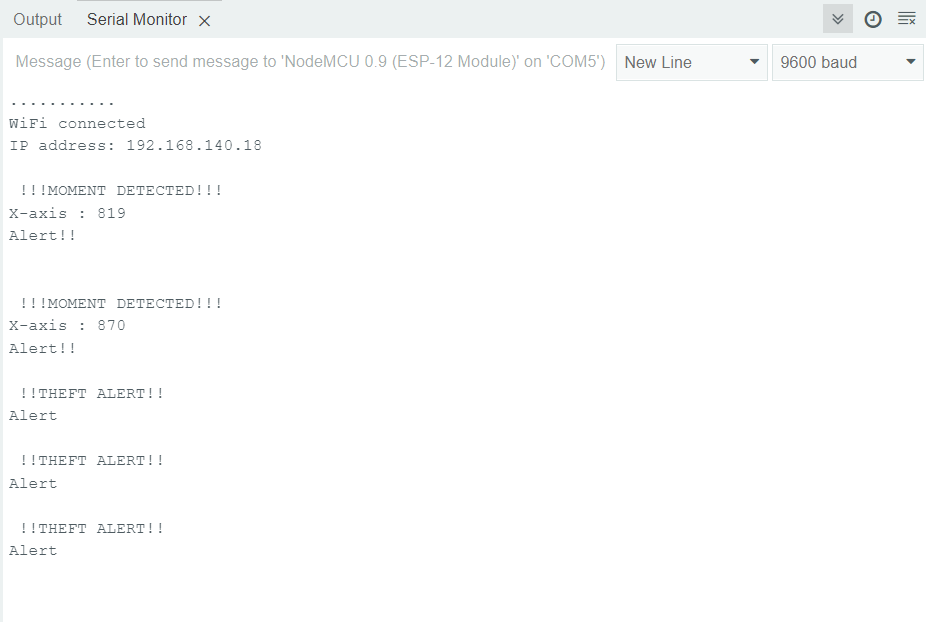 Output Serial Monitor
Message (Enter to send message to 'NodeMCU 0.9 (ESP-12 Module)' on 'COM5') New Line 9600 baud
...........
WiFi connected
IP address: 192.168.140.18
!!!MOMENT DETECTED!!!
X-axis : 819
Alert!!
!!!MOMENT DETECTED!!!
X-axis : 870
Alert!!
!!THEFT ALERT!!
Alert
!!THEFT ALERT!!
Alert
!!THEFT ALERT!!
Alert